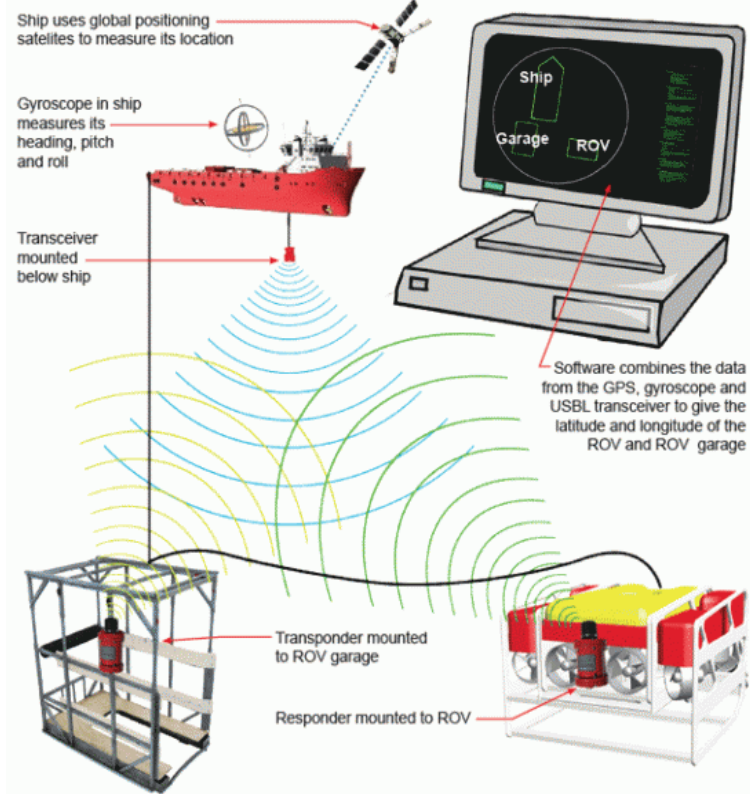 Ship uses global positioning
satelites to measure its location
Gyroscope in ship
measures its
heading, pitch
and roll
Transceiver
mounted
below ship
Ship
Garage
ROV
Software combines the data
from the GPS, gyroscope and
USBL transceiver to give the
latitude and longitude of the
ROV and ROV garage
Transponder mounted
to ROV garage
Responder mounted to ROV